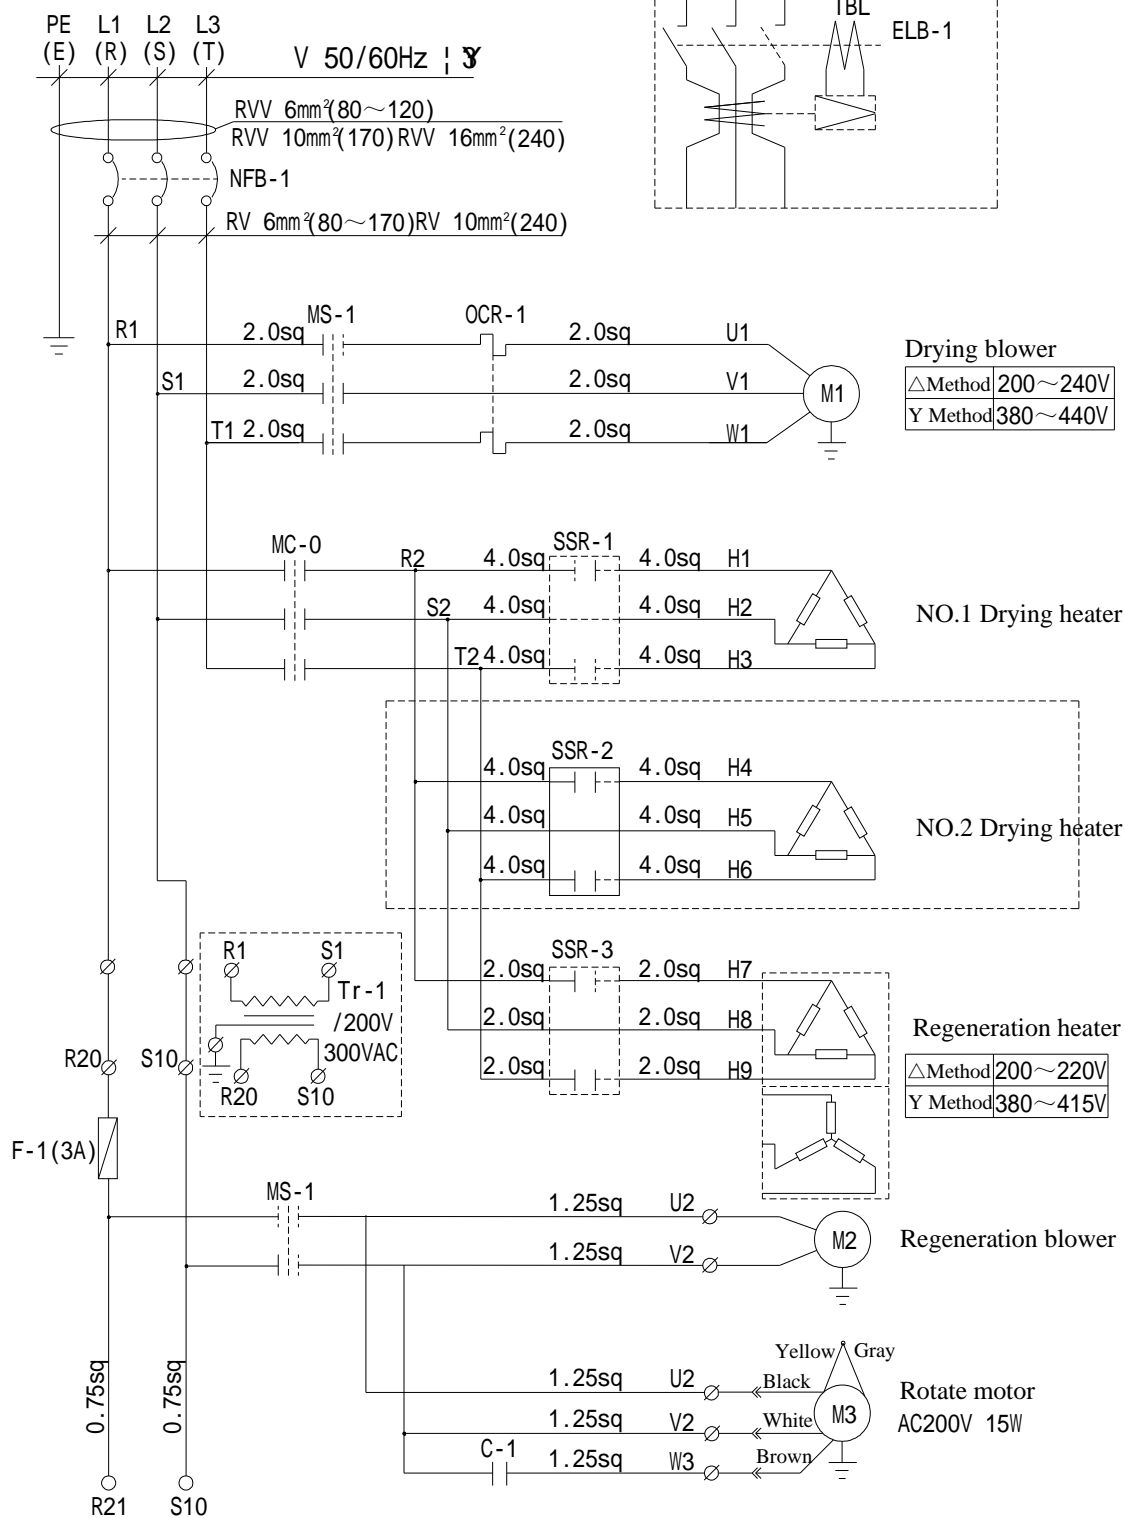 PE L1 L2 L3
(E) (R) (S) (T)
V 50/60Hz ¦
TBL
ELB-1
RVV 6mm²(80～120)
RVV 10mm²(170)RVV 16mm²(240)
NFB-1
RV 6mm²(80～170)RV 10mm²(240)
R1 2.0sq MS-1 OCR-1 2.0sq U1
S1 2.0sq 2.0sq V1 M1
T1 2.0sq 2.0sq W1
Drying blower
△Method 200～240V
Y Method 380～440V
MC-0 R2 4.0sq SSR-1 4.0sq H1
S2 4.0sq 4.0sq H2
T2 4.0sq 4.0sq H3
NO.1 Drying heater
SSR-2
4.0sq 4.0sq H4
4.0sq 4.0sq H5
4.0sq 4.0sq H6
NO.2 Drying heater
R1 S1
Tr-1
/200V
300VAC
R20 S10
SSR-3
2.0sq 2.0sq H7
2.0sq 2.0sq H8
2.0sq 2.0sq H9
Regeneration heater
△Method 200～220V
Y Method 380～415V
R20 S10
F-1(3A)
MS-1
1.25sq U2
1.25sq V2
M2
Regeneration blower
Yellow Gray
1.25sq U2 Black
1.25sq V2 White
C-1 1.25sq W3 Brown
M3
Rotate motor
AC200V 15W
0.75sq 0.75sq
R21 S10